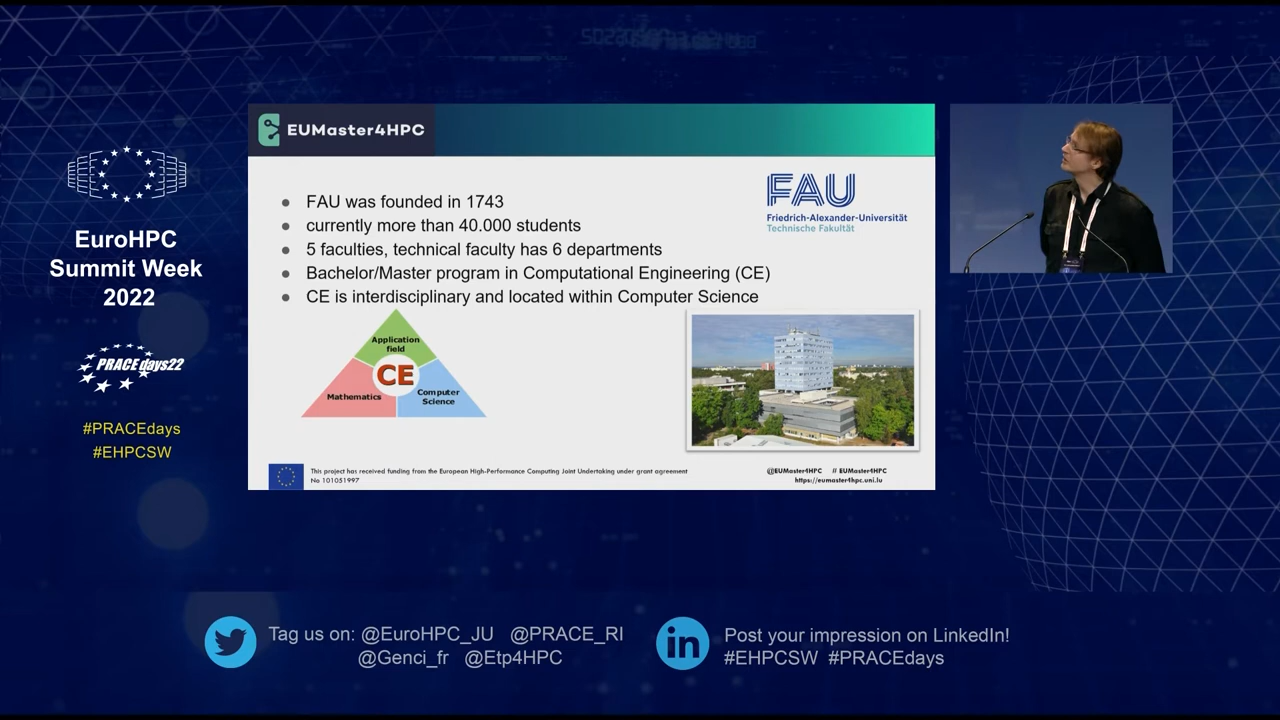 EuroHPC
Summit Week
2022
PRACEdays22
#PRACEdays
#EHPCSW
EUMaster4HPC
FAU
Friedrich-Alexander-Universität
Technische Fakultät
● FAU was founded in 1743
● currently more than 40.000 students
● 5 faculties, technical faculty has 6 departments
● Bachelor/Master program in Computational Engineering (CE)
● CE is interdisciplinary and located within Computer Science
Application
field
CE
Mathematics
Computer
Science
This project has received funding from the European High-Performance Computing Joint Undertaking under grant agreement
No 101051997
@EUMaster4HPC // EUMaster4HPC
https://eumaster4hpc.uni.lu
Tag us on: @EuroHPC_JU @PRACE_RI
@Genci_fr @Etp4HPC
in
Post your impression on LinkedIn!
#EHPCSW #PRACEdays